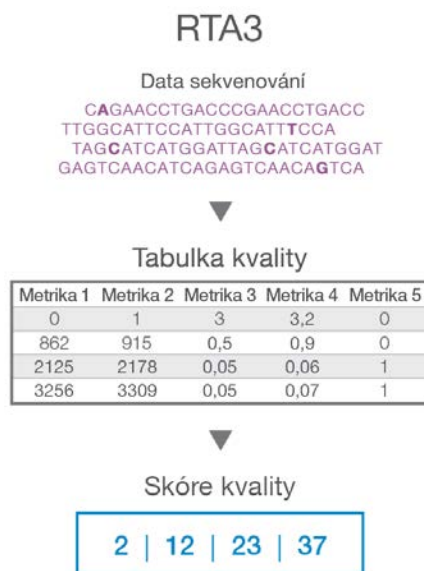 RTA3
Data sekvenování
CAGAACCTGACCCGAACCTGACC
TTGGCATTCCATTGGCATTTCCA
TAGCATCATGGATTAGCATCATGGAT
GAGTCAACATCAGAGTCAACAGTCA
Tabulka kvality
Metrika 1 Metrika 2 Metrika 3 Metrika 4 Metrika 5
0 1 3 3,2 0
862 915 0,5 0,9 0
2125 2178 0,05 0,06 1
3256 3309 0,05 0,07 1
Skóre kvality
2 | 12 | 23 | 37